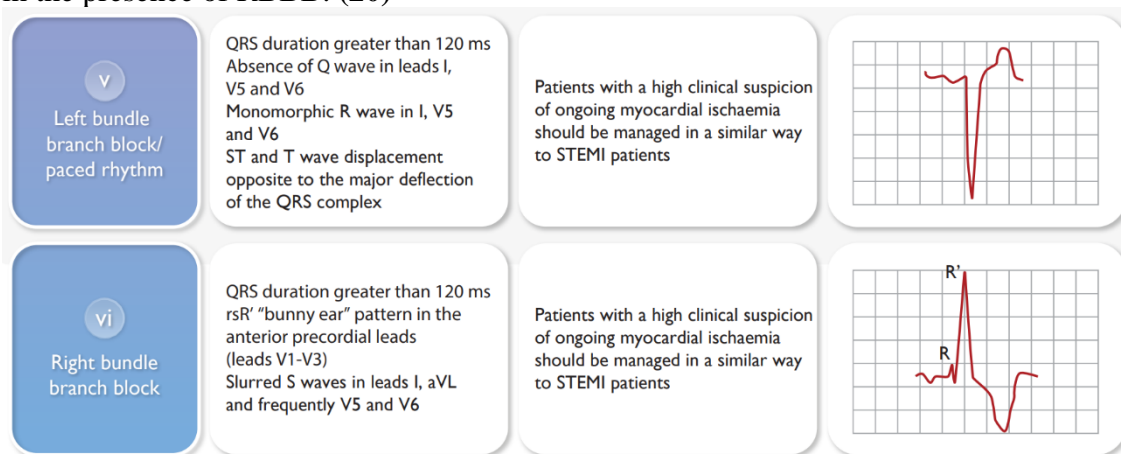 in the presence of
v
Left bundle
branch block/
paced rhythm
QRS duration greater than 120 ms
Absence of Q wave in leads I,
V5 and V6
Monomorphic R wave in I, V5
and V6
ST and T wave displacement
opposite to the major deflection
of the QRS complex
Patients with a high clinical suspicion
of ongoing myocardial ischaemia
should be managed in a similar way
to STEMI patients
vi
Right bundle
branch block
QRS duration greater than 120 ms
rsR' "bunny ear" pattern in the
anterior precordial leads
(leads V1-V3)
Slurred S waves in leads I, aVL
and frequently V5 and V6
Patients with a high clinical suspicion
of ongoing myocardial ischaemia
should be managed in a similar way
to STEMI patients
R'
R